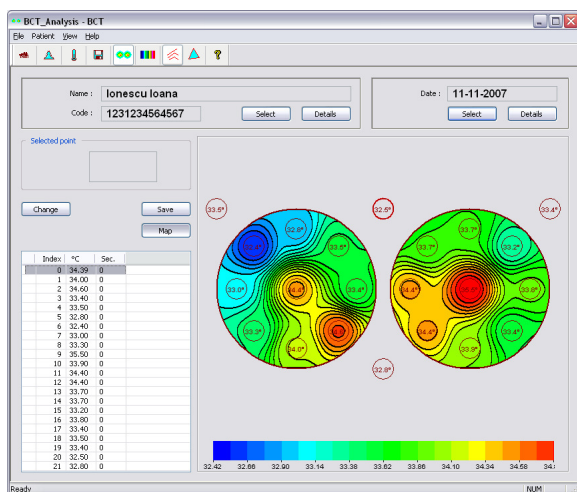 BCT_Analysis - BCT
File Patient View Help
Name : Ionescu Ioana
Code : 1231234564567
Select
Details
Date : 11-11-2007
Select
Details
Selected point
Change
Save
Map
Index °C Sec.
0 34.39 0
1 34.00 0
2 34.60 0
3 33.40 0
4 33.50 0
5 32.80 0
6 32.40 0
7 33.00 0
8 33.30 0
9 35.50 0
10 33.90 0
11 34.40 0
12 34.40 0
13 33.70 0
14 33.70 0
15 33.20 0
16 33.80 0
17 33.40 0
18 33.50 0
19 33.40 0
20 32.50 0
21 32.80 0
33.5° 32.5° 33.4°
32.8° 33.7°
33.5° 33.7° 33.2°
33.0° 34.4° 33.4° 34.4° 33.8°
33.3° 34.4° 33.4°
34.0° 33.9°
32.8°
32.42 32.66 32.90 33.14 33.38 33.62 33.86 34.10 34.34 34.58
Ready
NUM